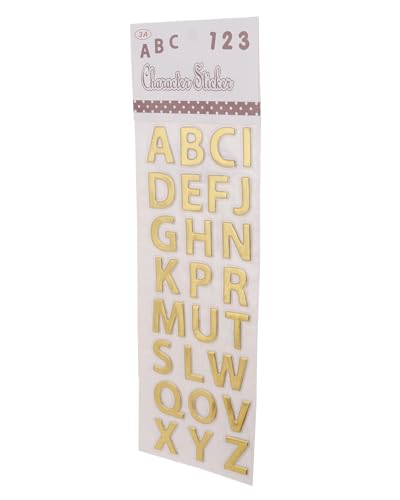 3A
ABC 123
Character Sticker
ABCI
DEFJ
GHN
KPR
MUT
SLW
QOV
XYZ